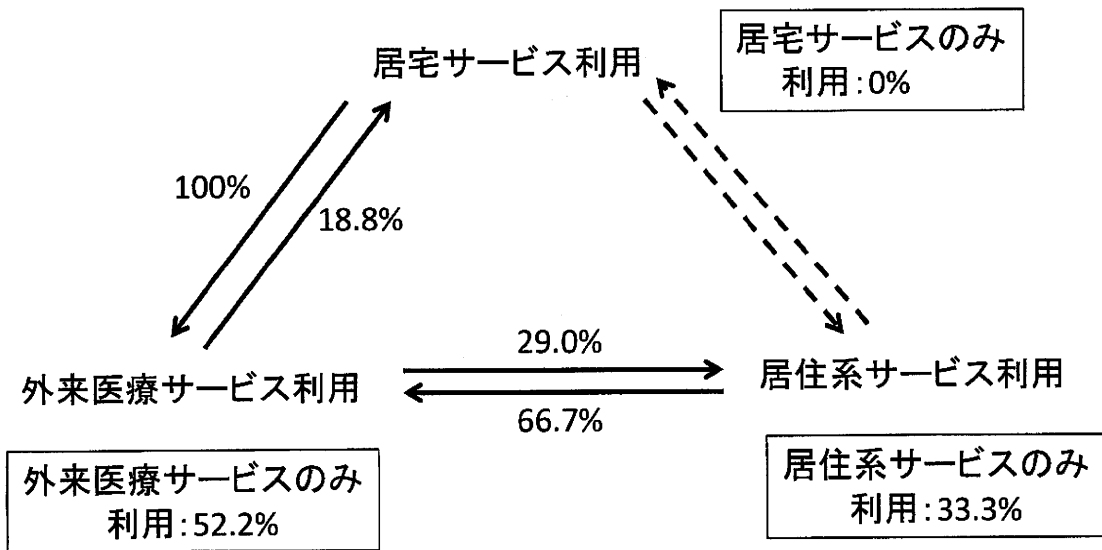 居宅サービス利用
居宅サービスのみ
利用:0%
100%
18.8%
29.0%
66.7%
外来医療サービス利用
居住系サービス利用
外来医療サービスのみ
利用:52.2%
居住系サービスのみ
利用:33.3%